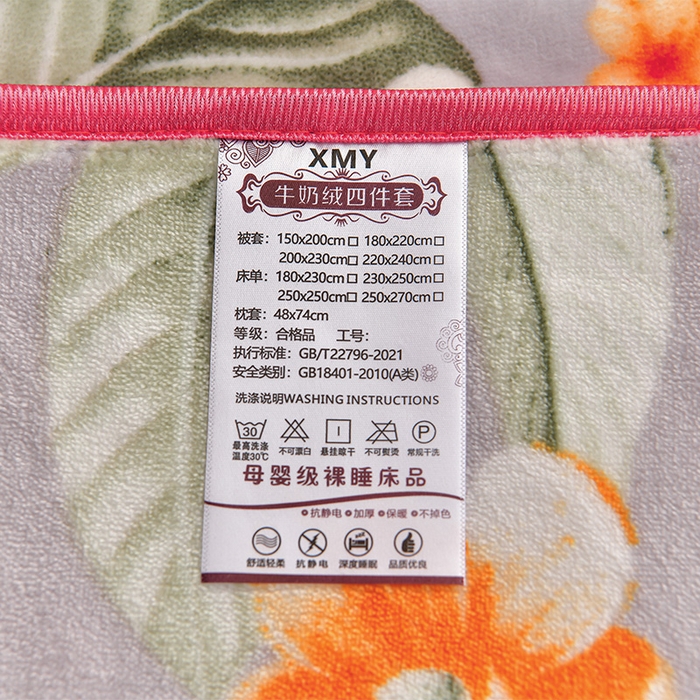 XMY
牛奶绒四件套
被套：150x200cm□ 180x220cm□
200x230cm□ 220x240cm□
床单：180x230cm□ 230x250cm□
250x250cm□ 250x270cm□
枕套：48x74cm
等级：合格品 工号：
执行标准：GB/T22796-2021
安全类别：GB18401-2010(A类)
洗涤说明WASHING INSTRUCTIONS
30 P
最高洗涤温度30℃ 不可漂白 悬挂晾干 不可熨烫 常规干洗
母婴级裸睡床品
抗静电 加厚 保暖 不掉色
舒适轻柔 抗静电 深度睡眠 品质优良